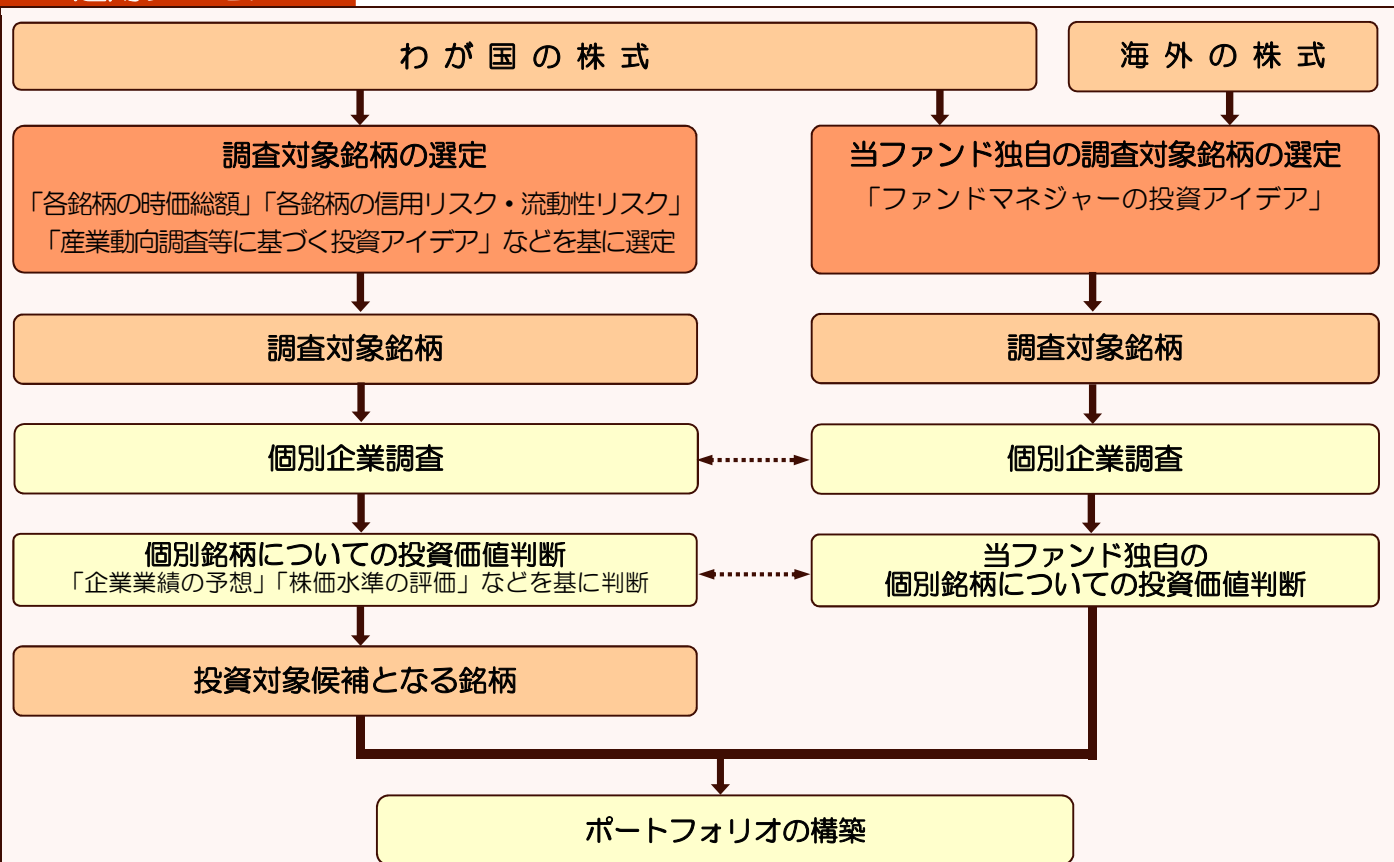 わが国の株式
海外の株式
調査対象銘柄の選定
「各銘柄の時価総額」「各銘柄の信用リスク・流動性リスク」
「産業動向調査等に基づく投資アイデア」などを基に選定
当ファンド独自の調査対象銘柄の選定
「ファンドマネジャーの投資アイデア」
調査対象銘柄
調査対象銘柄
個別企業調査
個別企業調査
個別銘柄についての投資価値判断
「企業業績の予想」「株価水準の評価」などを基に判断
当ファンド独自の
個別銘柄についての投資価値判断
投資対象候補となる銘柄
ポートフォリオの構築